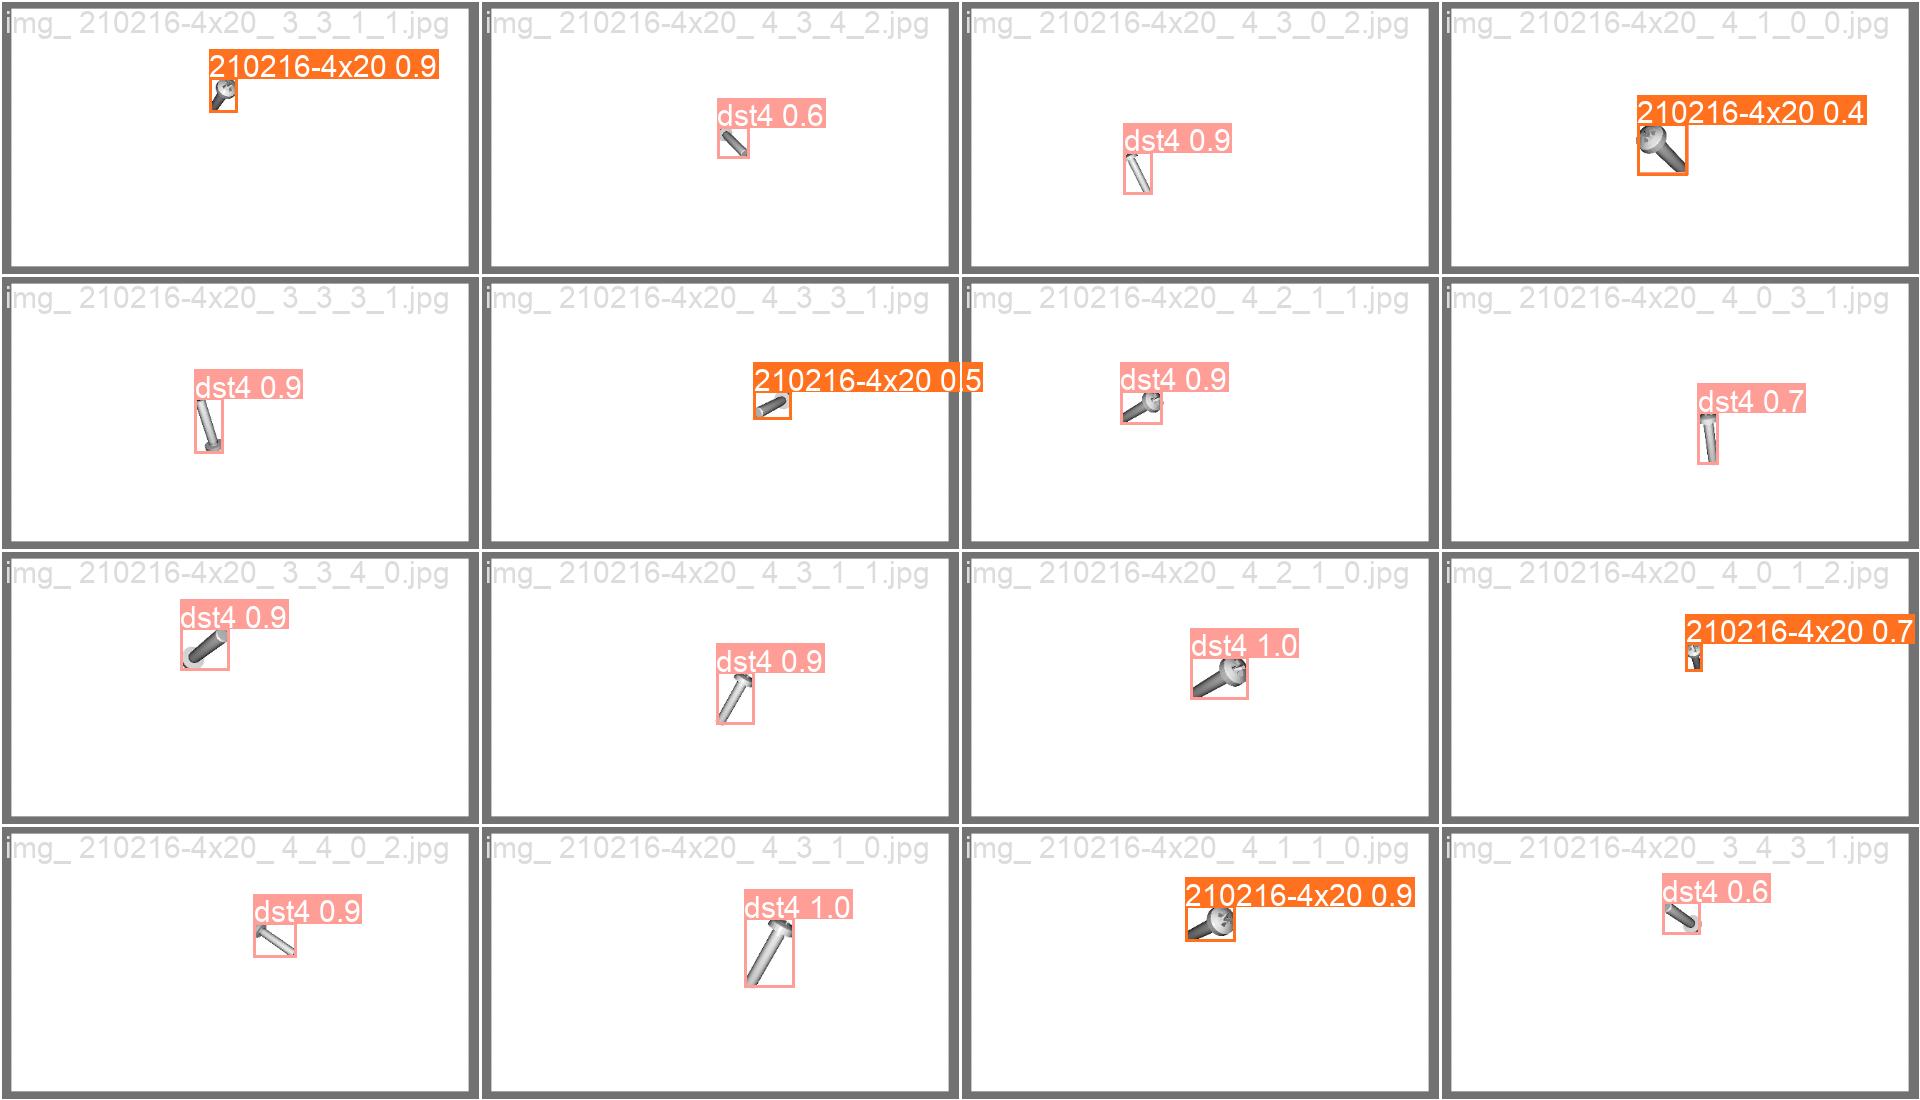 img_ 210216-4x20_ 3_3_1_1.jpg
210216-4x20 0.9
img_ 210216-4x20_ 4_3_4_2.jpg
dst4 0.6
img_ 210216-4x20_ 4_3_0_2.jpg
dst4 0.9
img_ 210216-4x20_ 4_1_0_0.jpg
210216-4x20 0.4
img_ 210216-4x20_ 3_3_3_1.jpg
dst4 0.9
img_ 210216-4x20_ 4_3_3_1.jpg
210216-4x20 0.5
img_ 210216-4x20_ 4_2_1_1.jpg
dst4 0.9
img_ 210216-4x20_ 4_0_3_1.jpg
dst4 0.7
img_ 210216-4x20_ 3_3_4_0.jpg
dst4 0.9
img_ 210216-4x20_ 4_3_1_1.jpg
dst4 0.9
img_ 210216-4x20_ 4_2_1_0.jpg
dst4 1.0
img_ 210216-4x20_ 4_0_1_2.jpg
210216-4x20 0.7
img_ 210216-4x20_ 4_4_0_2.jpg
dst4 0.9
img_ 210216-4x20_ 4_3_1_0.jpg
dst4 1.0
img_ 210216-4x20_ 4_1_1_0.jpg
210216-4x20 0.9
img_ 210216-4x20_ 3_4_3_1.jpg
dst4 0.6